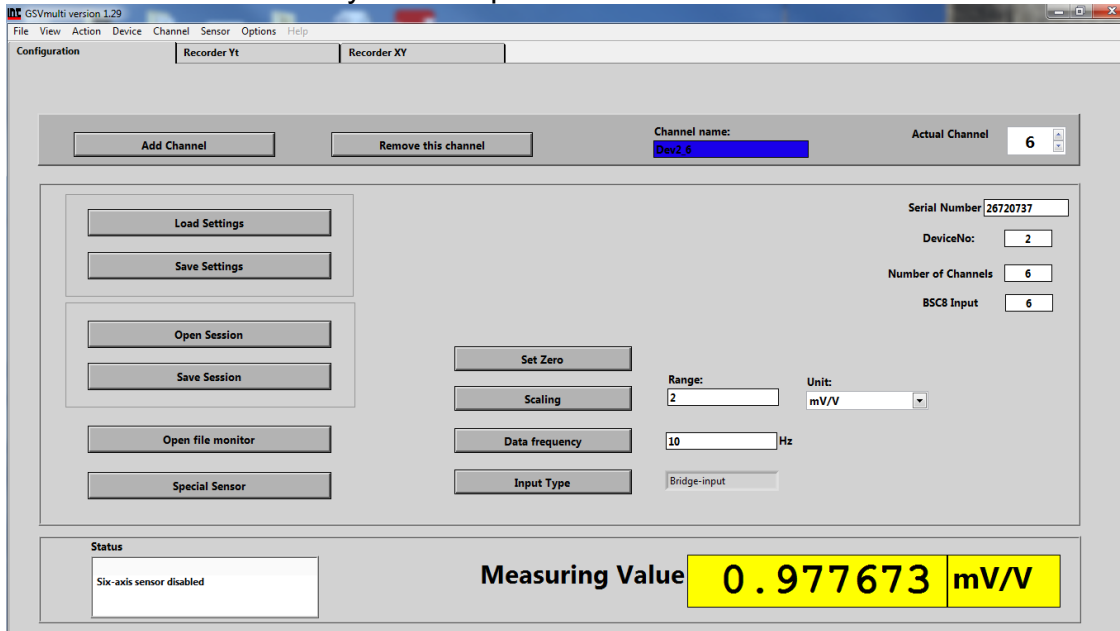 GSVmulti version 1.29
File View Action Device Channel Sensor Options Help
Configuration Recorder Yt Recorder XY
Add Channel Remove this channel Channel name: Actual Channel
Dev2_6 6
Load Settings Serial Number 26720737
DeviceNo: 2
Save Settings Number of Channels 6
BSC8 Input 6
Open Session
Set Zero
Save Session Range: Unit:
Scaling 2 mV/V
Open file monitor Data frequency 10 Hz
Special Sensor Input Type Bridge-input
Status
Six-axis sensor disabled
Measuring Value 0.977673 mV/V